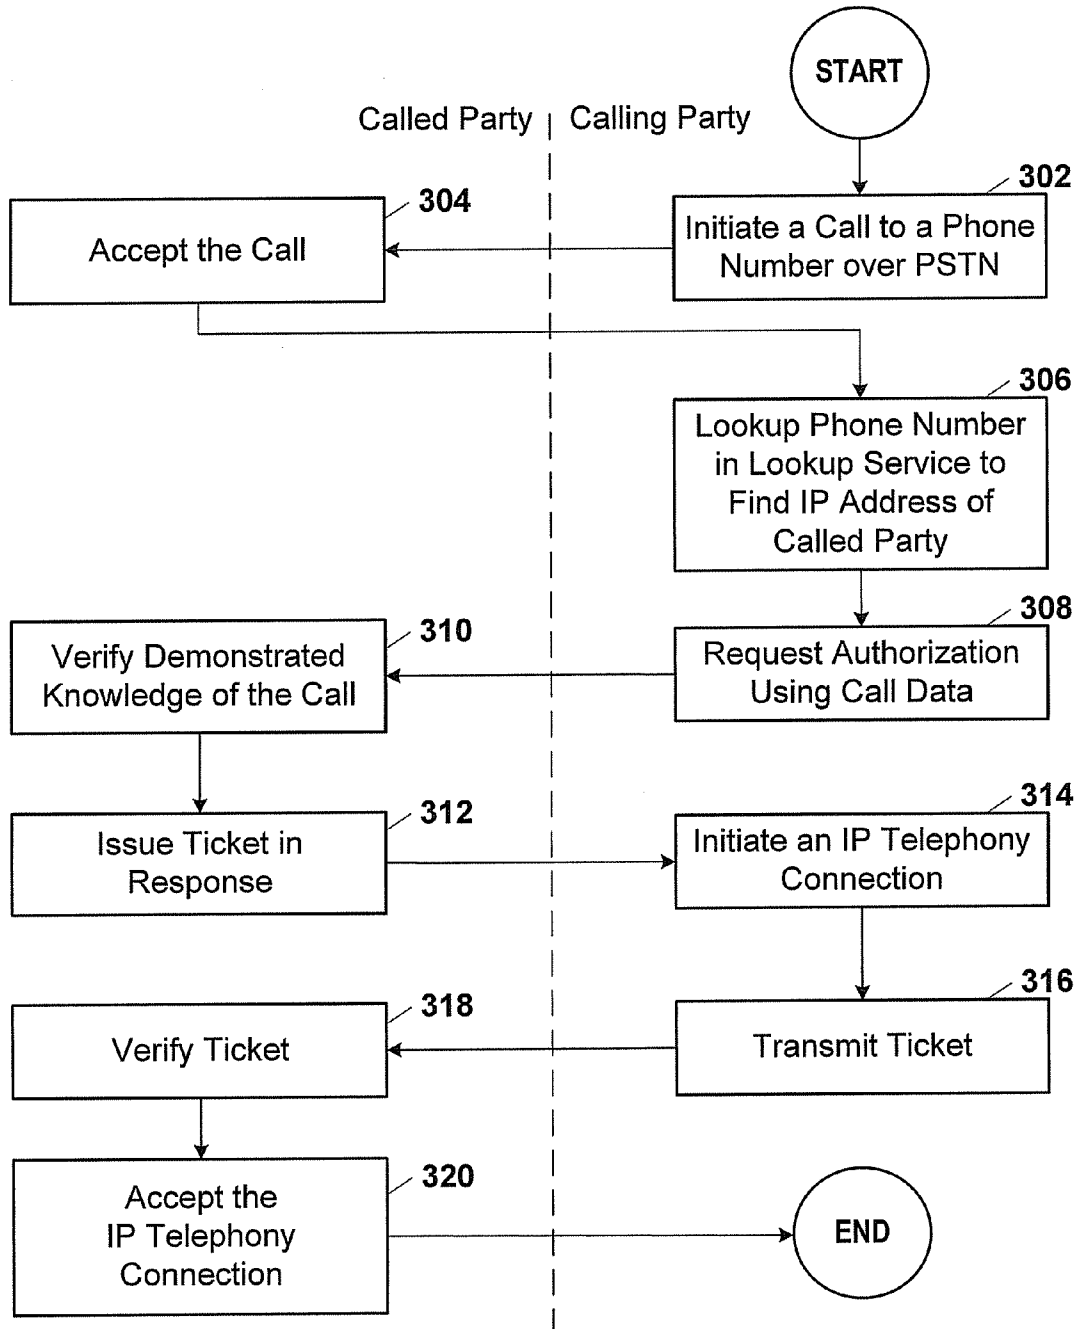 START
Called Party
Calling Party
302
Initiate a Call to a Phone
Number over PSTN
304
Accept the Call
306
Lookup Phone Number
in Lookup Service to
Find IP Address of
Called Party
308
Request Authorization
Using Call Data
310
Verify Demonstrated
Knowledge of the Call
312
Issue Ticket in
Response
314
Initiate an IP Telephony
Connection
316
Transmit Ticket
318
Verify Ticket
320
Accept the
IP Telephony
Connection
END